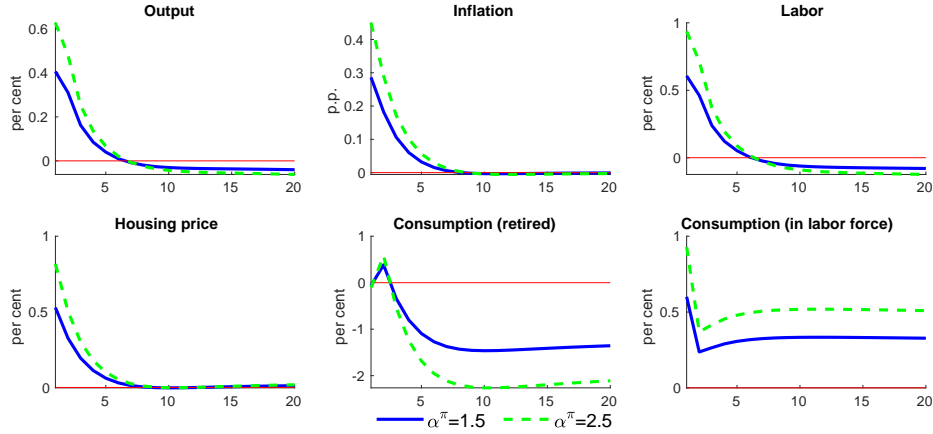 Output
per cent
0.6
0.4
0.2
0
5 10 15 20
Inflation
p.p.
0.4
0.3
0.2
0.1
0
5 10 15 20
Labor
per cent
1
0.5
0
5 10 15 20
Housing price
per cent
1
0.5
0
5 10 15 20
Consumption (retired)
per cent
1
0
-1
-2
5 10 15 20
Consumption (in labor force)
per cent
1
0.5
0
5 10 15 20
α^π=1.5 α^π=2.5